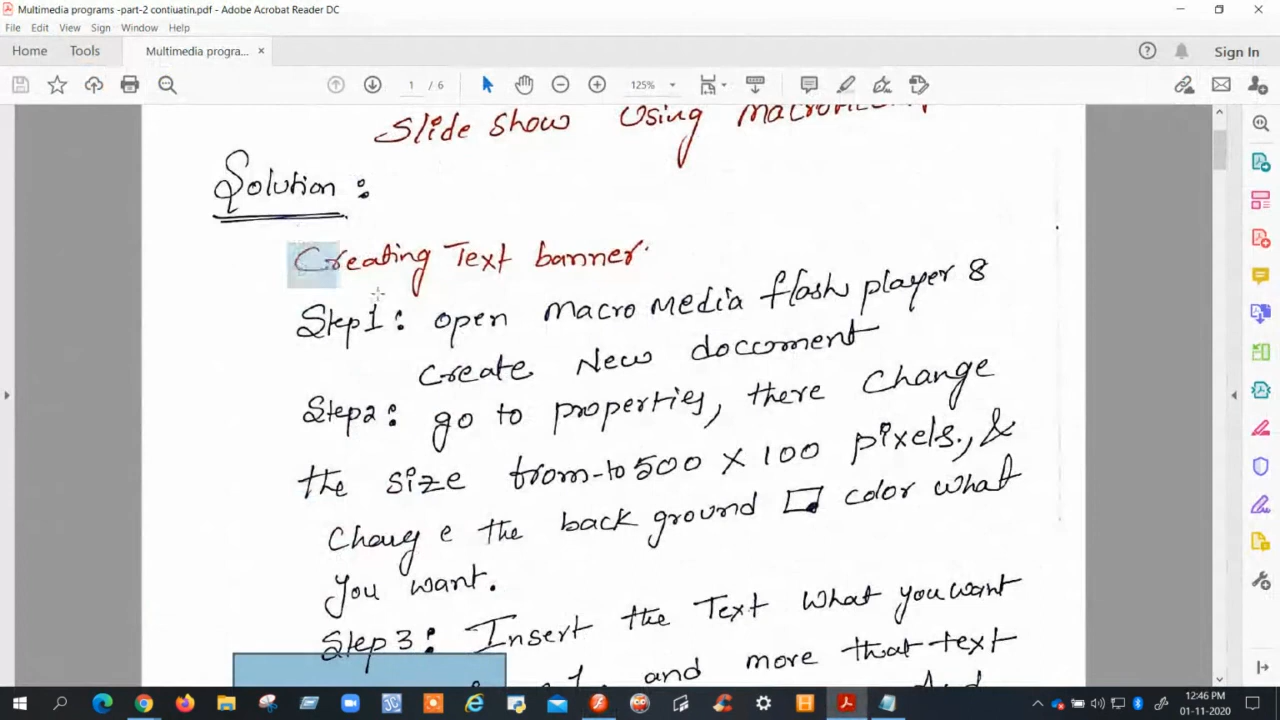 Multimedia programs -part-2 contiuatin.pdf - Adobe Acrobat Reader DC
File Edit View Sign Window Help
Home Tools Multimedia progra... × Sign In
1 / 6 125%
Slide Show Using
Solution :
Creating Text banner.
Step1: open macromedia flash player 8
Create New doccoment
Step2: go to properties, there change
the size from-to 500 X 100 pixels., &
Chang e the back ground color what
you want.
Step 3: Insert the Text what you want
and more that text
12:46 PM
01-11-2020